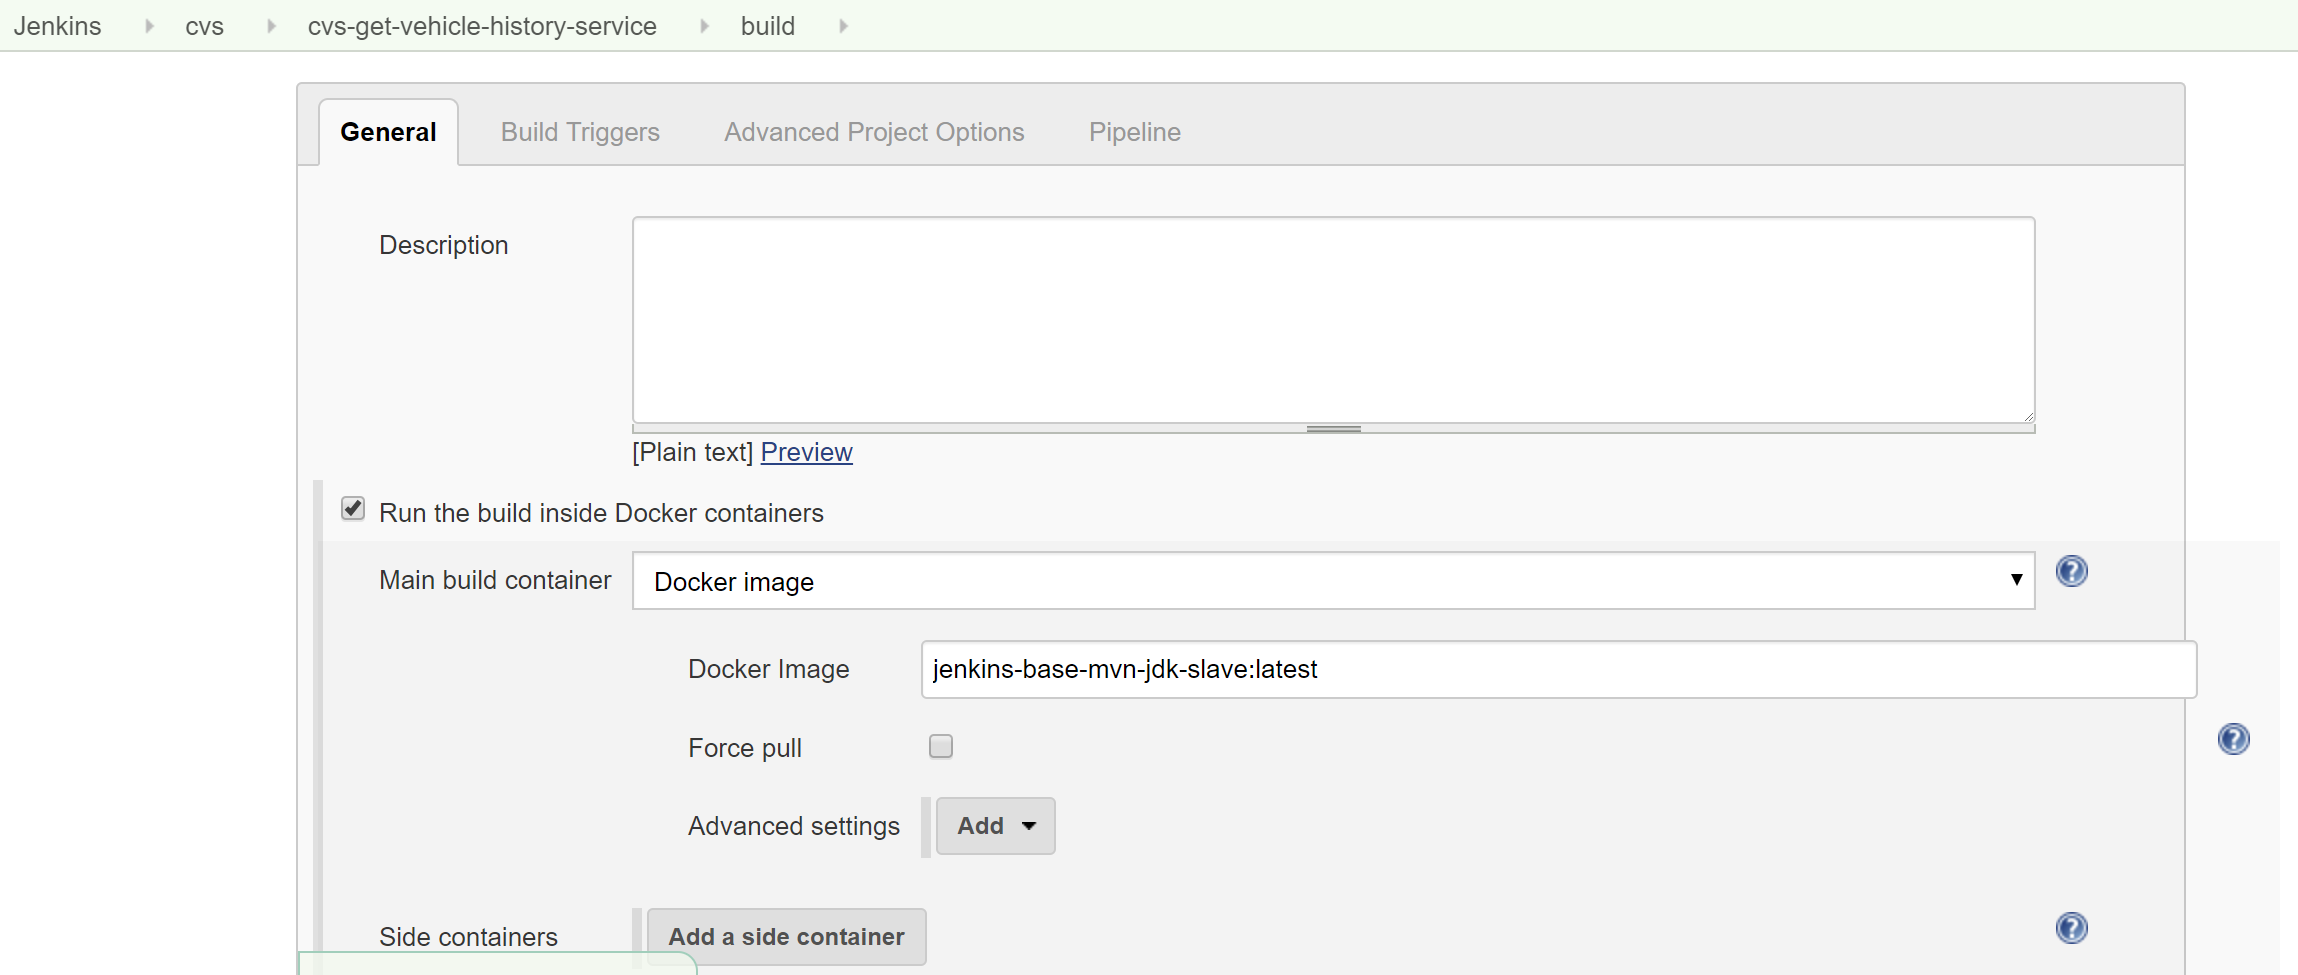 Jenkins cvs cvs-get-vehicle-history-service build
General Build Triggers Advanced Project Options Pipeline
Description
[Plain text] Preview
Run the build inside Docker containers
Main build container Docker image
Docker Image jenkins-base-mvn-jdk-slave:latest
Force pull
Advanced settings Add
Side containers Add a side container